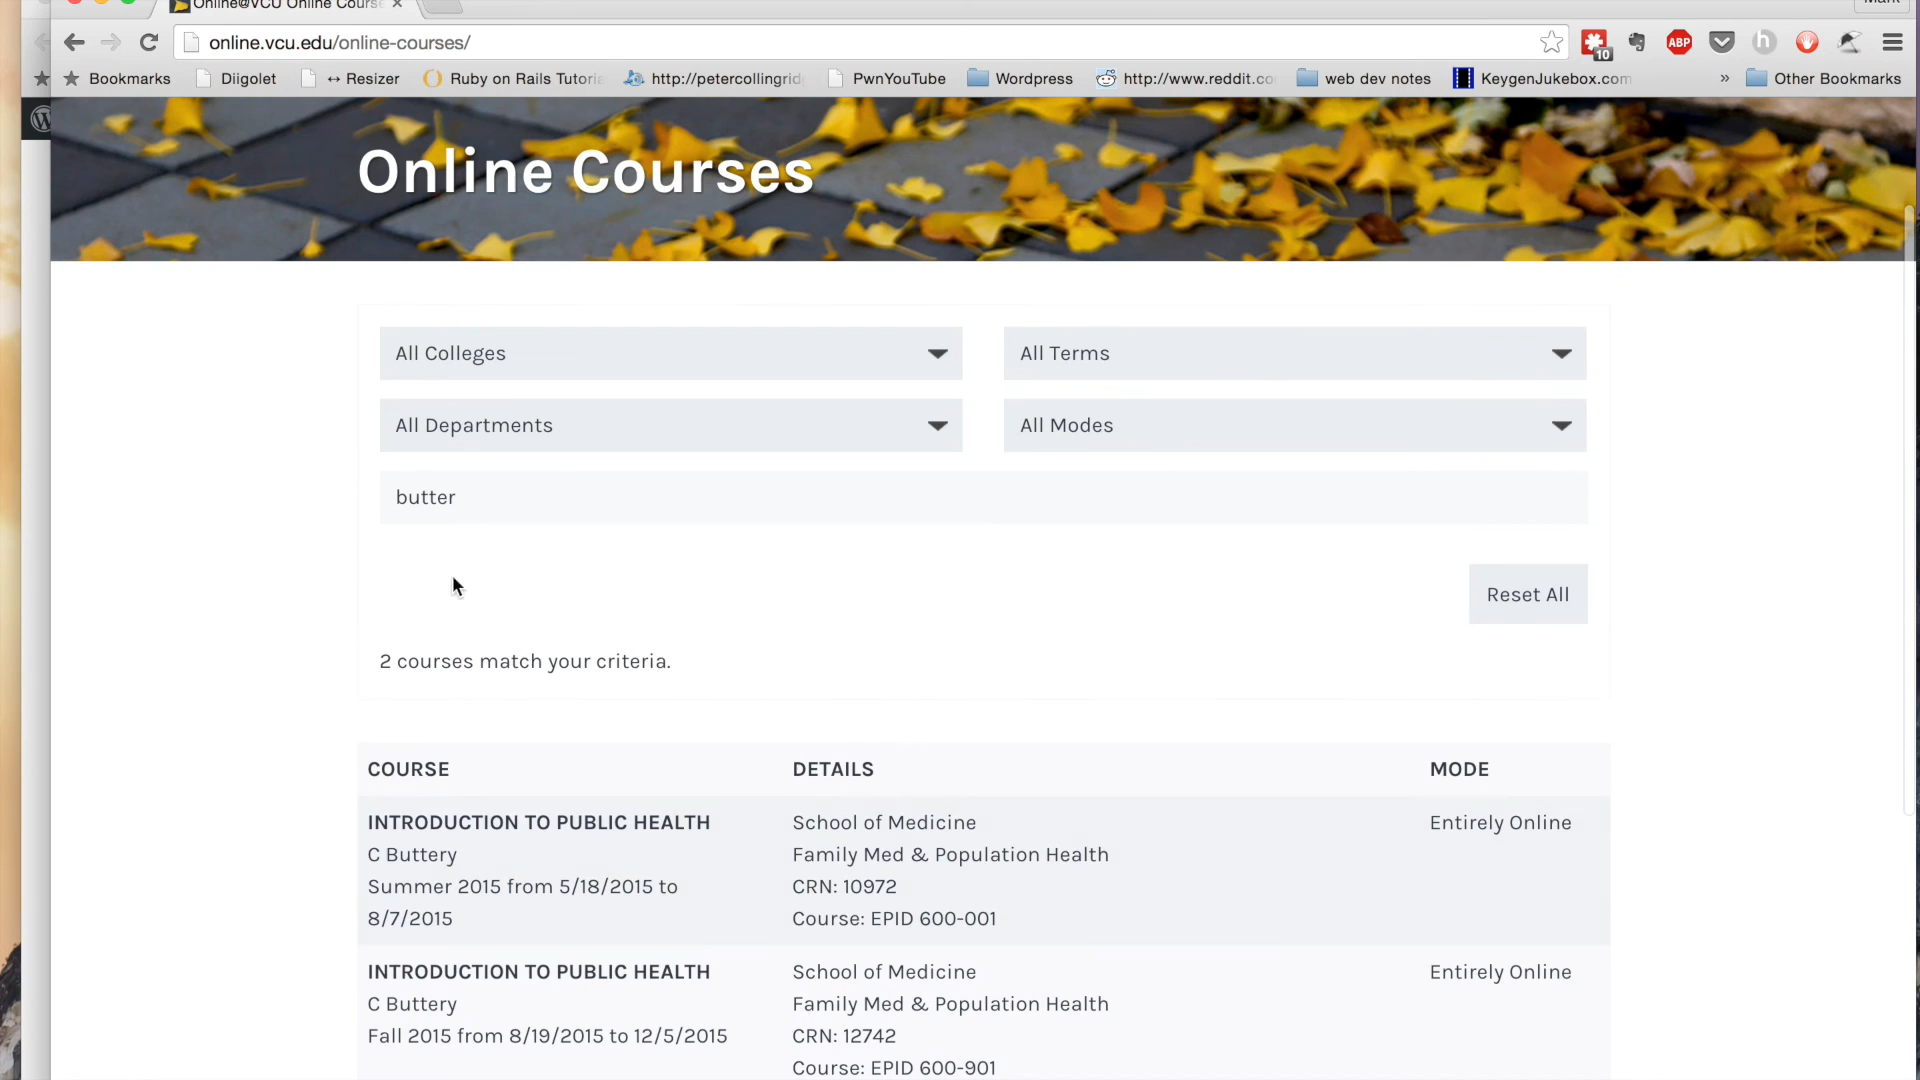 Online@VCU Online Course
online.vcu.edu/online-courses/
10
ABP
h
Bookmarks
Diigolet
↔ Resizer
Ruby on Rails Tutori
http://petercollingrid
PwnYouTube
Wordpress
http://www.reddit.co
web dev notes
KeygenJukebox.com
»
Other Bookmarks
Online Courses
All Colleges
All Terms
All Departments
All Modes
butter
Reset All
2 courses match your criteria.
COURSE
DETAILS
MODE
INTRODUCTION TO PUBLIC HEALTH
C Buttery
Summer 2015 from 5/18/2015 to
8/7/2015
School of Medicine
Family Med & Population Health
CRN: 10972
Course: EPID 600-001
Entirely Online
INTRODUCTION TO PUBLIC HEALTH
C Buttery
Fall 2015 from 8/19/2015 to 12/5/2015
School of Medicine
Family Med & Population Health
CRN: 12742
Course: EPID 600-901
Entirely Online